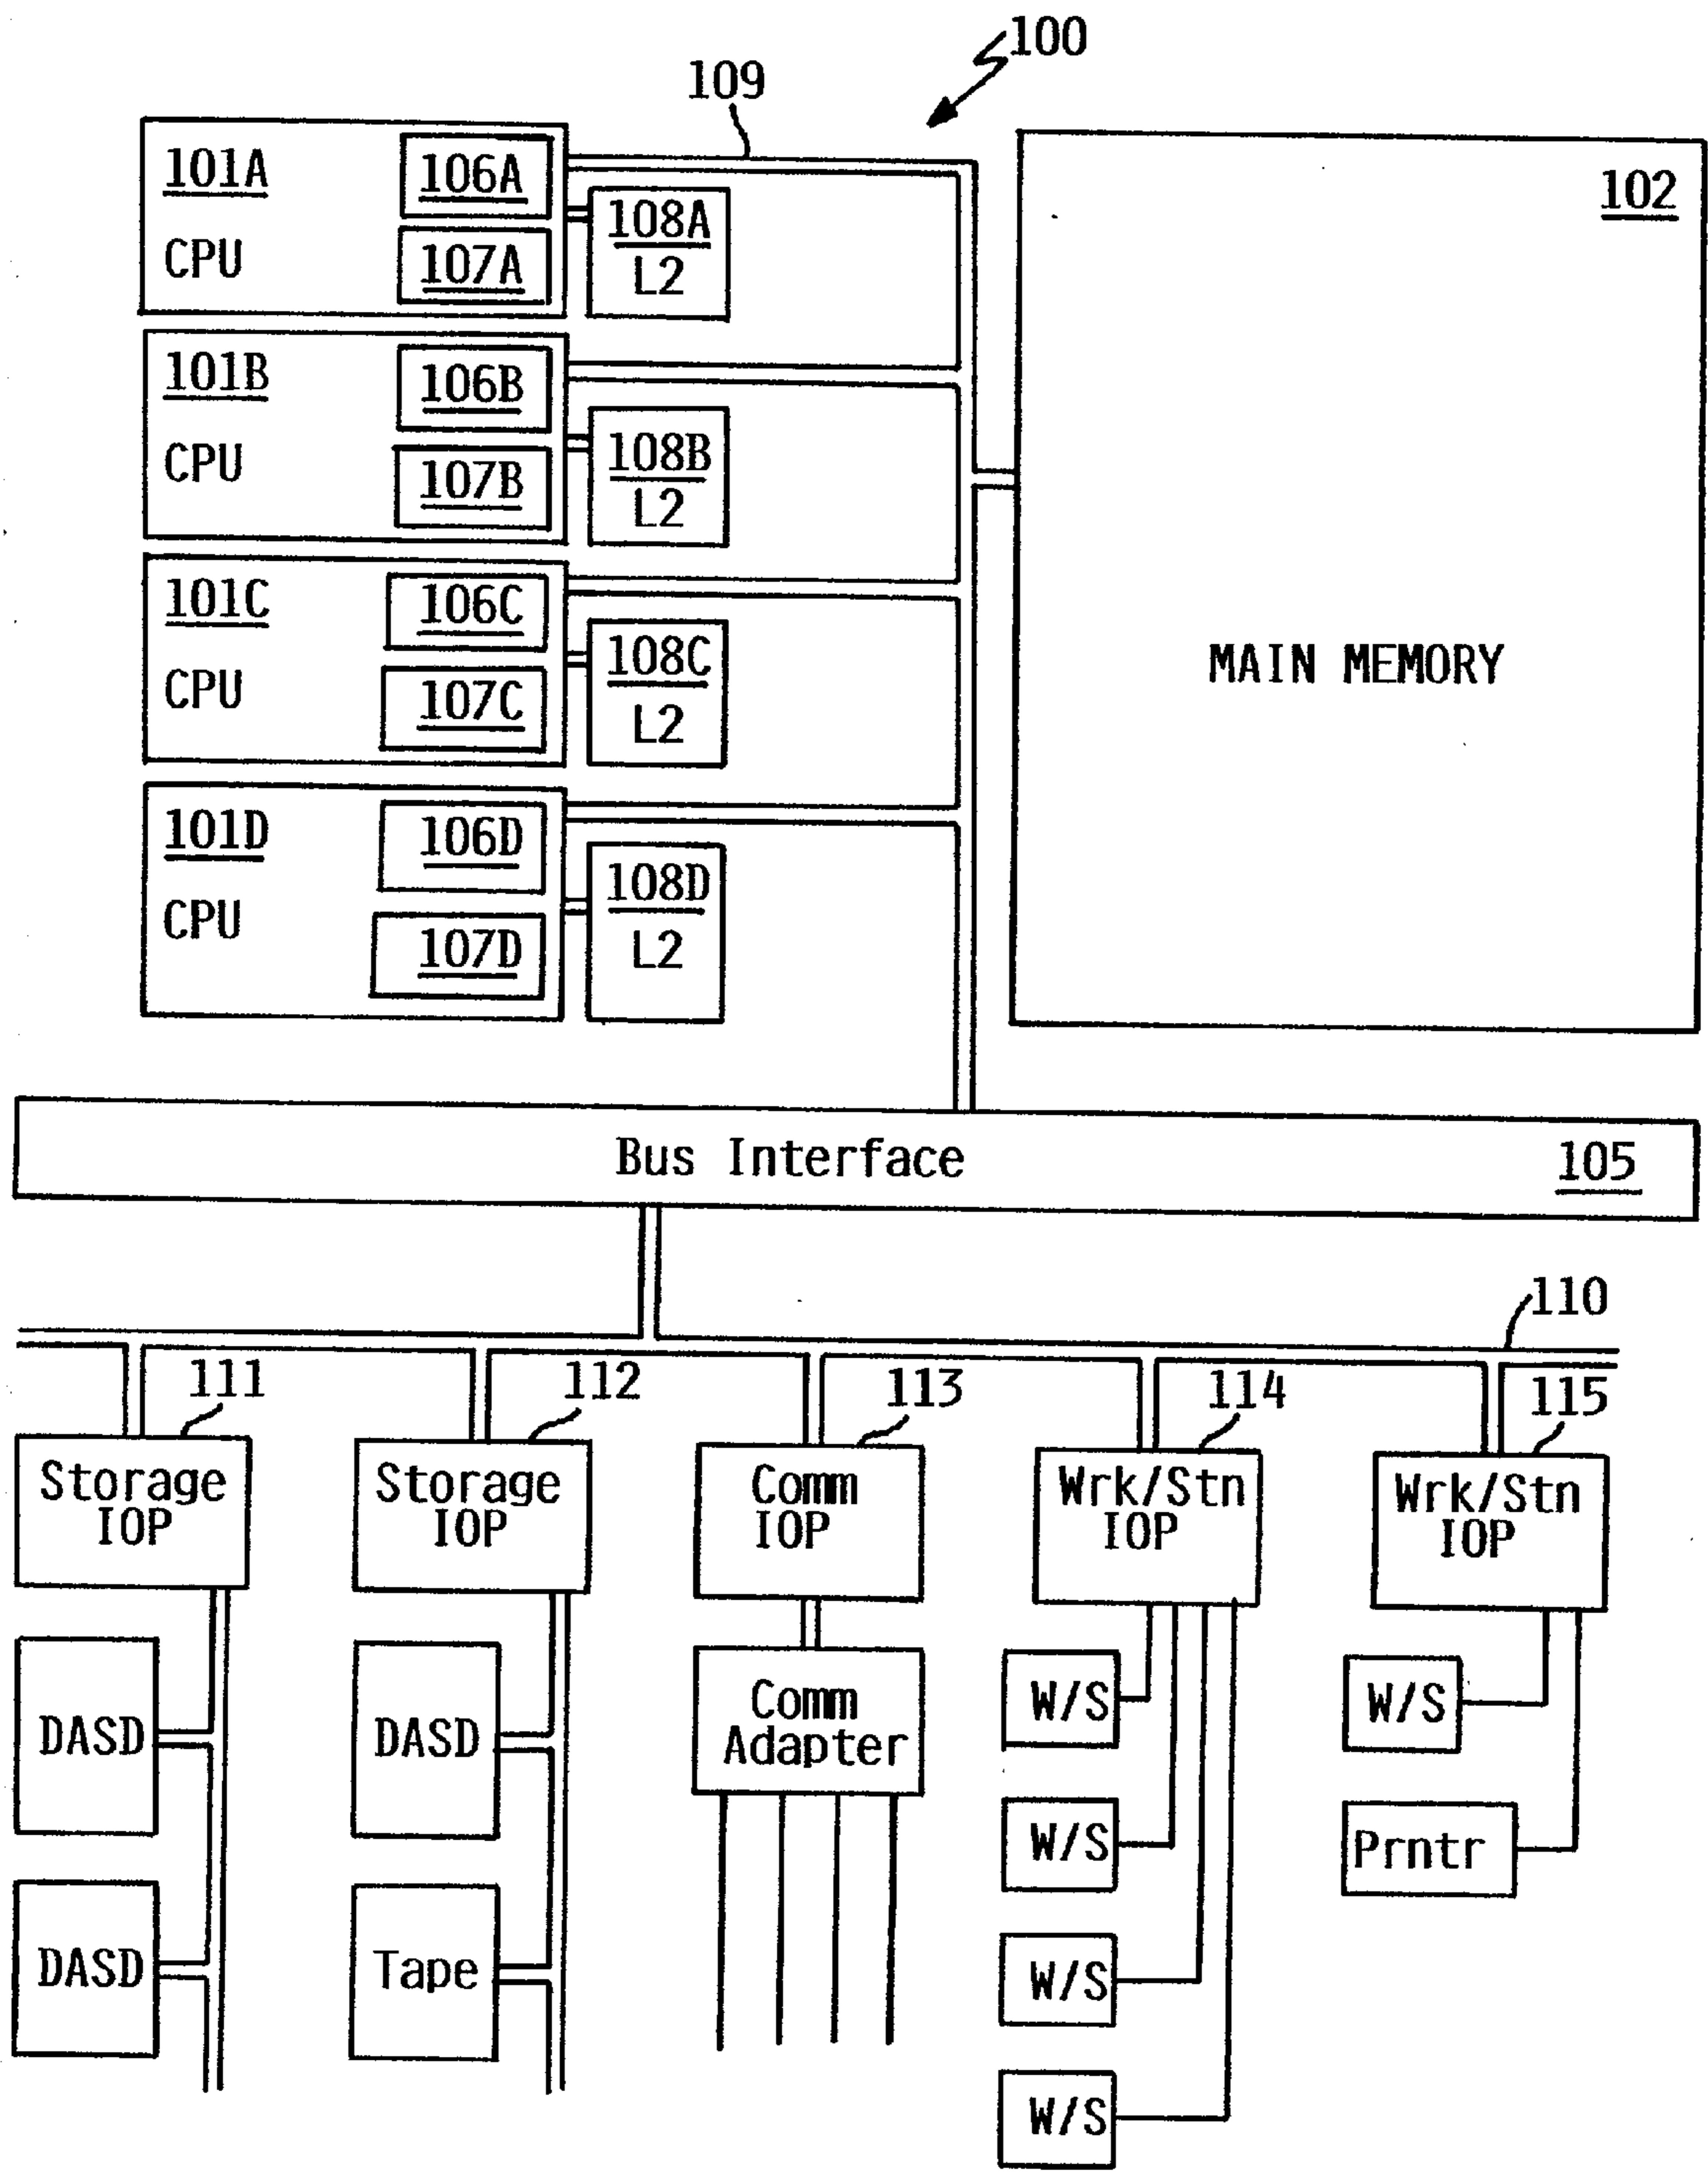 100
109
101A
106A
CPU
107A
108A
L2
102
MAIN MEMORY
101B
106B
CPU
107B
108B
L2
101C
106C
CPU
107C
108C
L2
101D
106D
CPU
107D
108D
L2
Bus Interface
105
110
111
112
113
114
115
Storage
IOP
Storage
IOP
Comm
IOP
Wrk/Stn
IOP
Wrk/Stn
IOP
DASD
DASD
DASD
Tape
Comm
Adapter
W/S
W/S
W/S
W/S
W/S
Prntr